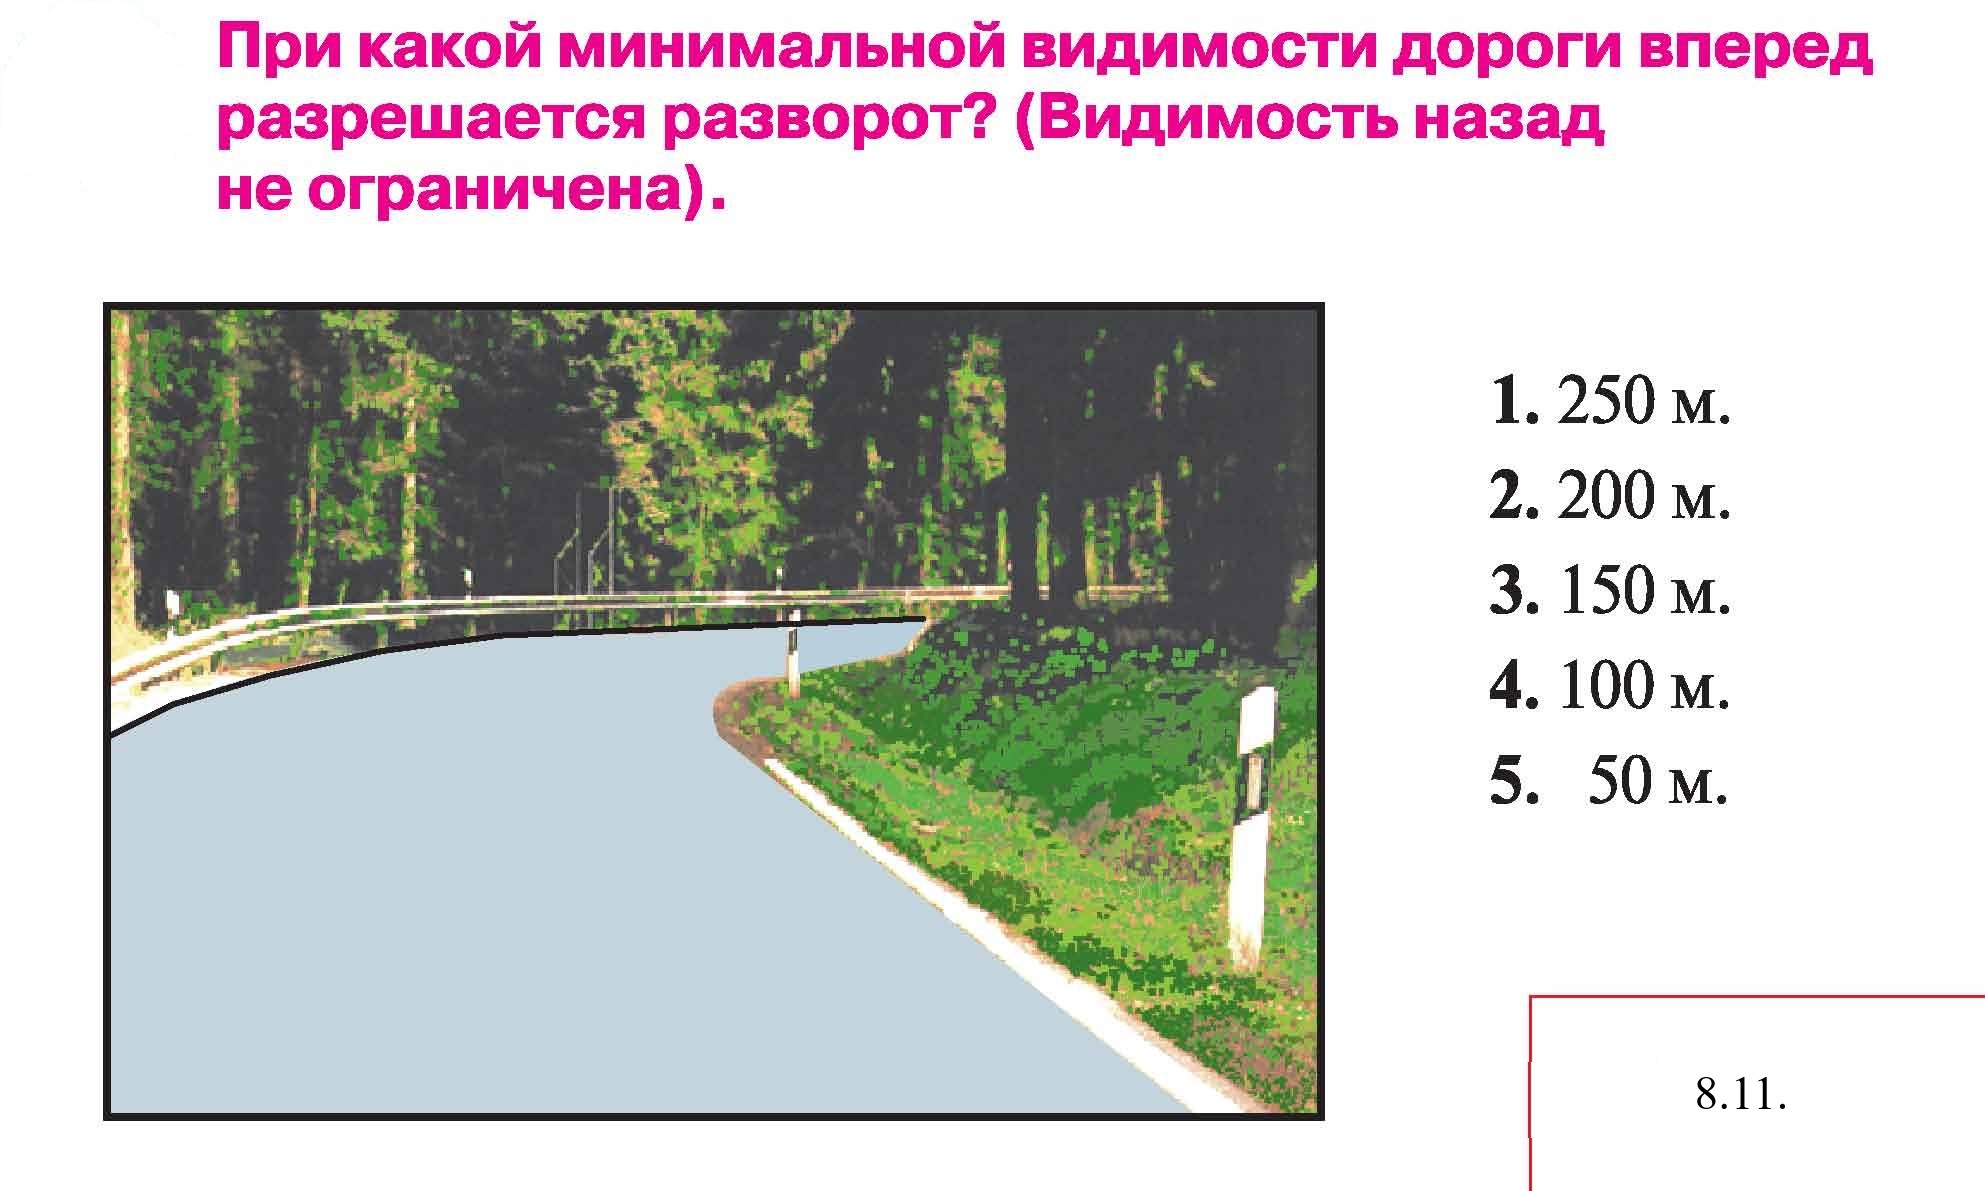 При какой минимальной видимости дороги вперед
разрешается разворот? (Видимость назад
не ограничена).
1. 250 м.
2. 200 м.
3. 150 м.
4. 100 м.
5. 50 м.
8.11.